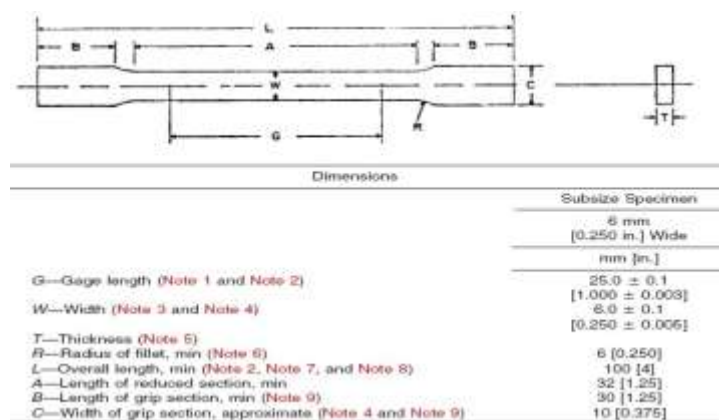 L
B A B
W C
T
G R
Dimensions
Subsize Specimen
6 mm
[0.250 in.] Wide
mm [in.]
G—Gage length (Note 1 and Note 2) 25.0 ± 0.1
[1.000 ± 0.003]
W—Width (Note 3 and Note 4) 6.0 ± 0.1
[0.250 ± 0.005]
T—Thickness (Note 5)
R—Radius of fillet, min (Note 6) 6 [0.250]
L—Overall length, min (Note 2, Note 7, and Note 8) 100 [4]
A—Length of reduced section, min 32 [1.25]
B—Length of grip section, min (Note 9) 30 [1.25]
C—Width of grip section, approximate (Note 4 and Note 9) 10 [0.375]